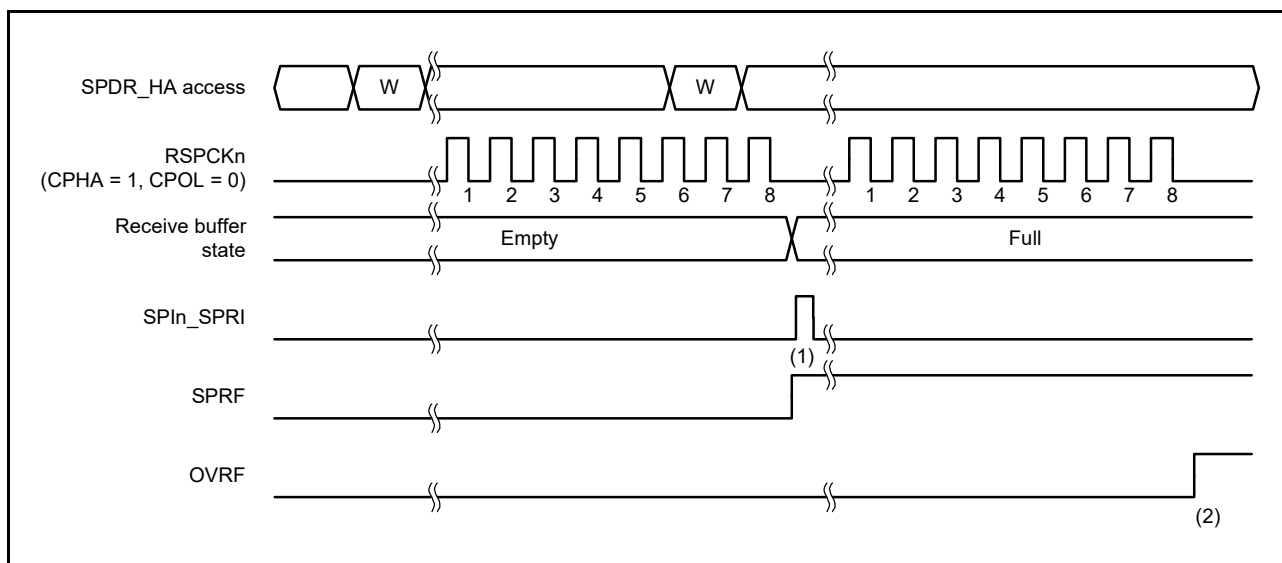 SPDR_HA access
W
W
RSPCKn
(CPHA = 1, CPOL = 0)
1 2 3 4 5 6 7 8 1 2 3 4 5 6 7 8
Receive buffer
state
Empty
Full
SPIn_SPRI
(1)
SPRF
OVRF
(2)